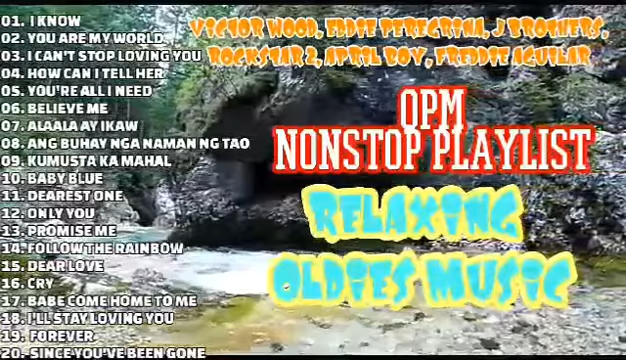 01. I KNOW
02. YOU ARE MY WORLD
03. I CAN'T STOP LOVING YOU
04. HOW CAN I TELL HER
05. YOU'RE ALL I NEED
06. BELIEVE ME
07. ALAALA AY IKAW
08. ANG BUHAY NGA NAMAN NG TAO
09. KUMUSTA KA MAHAL
10. BABY BLUE
11. DEAREST ONE
12. ONLY YOU
13. PROMISE ME
14. FOLLOW THE RAINBOW
15. DEAR LOVE
16. CRY
17. BABE COME HOME TO ME
18. I'LL STAY LOVING YOU
19. FOREVER
20. SINCE YOU'VE BEEN GONE
VICTOR WOOD, EDDIE PEREGRINA, J BROTHERS,
ROCKSTAR 2, APRIL BOY, FREDDIE AGUILAR
OPM
NONSTOP PLAYLIST
RELAXING
OLDIES MUSIC